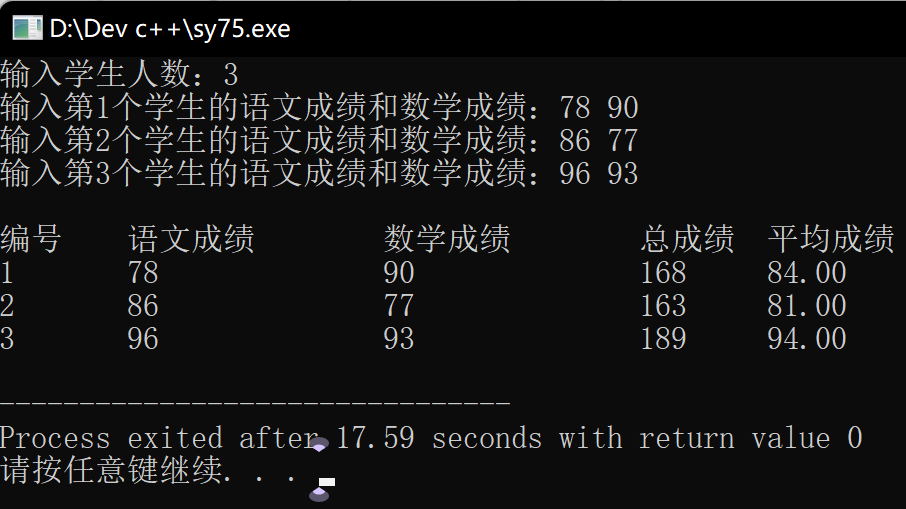 D:\Dev c++\sy75.exe
输入学生人数：3
输入第1个学生的语文成绩和数学成绩：78 90
输入第2个学生的语文成绩和数学成绩：86 77
输入第3个学生的语文成绩和数学成绩：96 93
编号 语文成绩 数学成绩 总成绩 平均成绩
1 78 90 168 84.00
2 86 77 163 81.00
3 96 93 189 94.00
--------------------------------
Process exited after 17.59 seconds with return value 0
请按任意键继续. . .